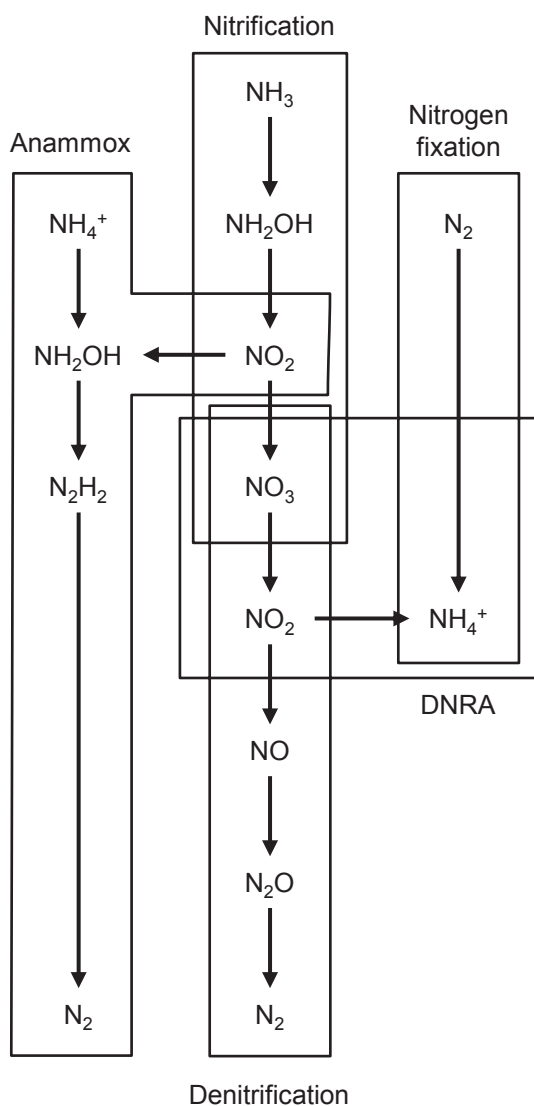 Nitrification
NH₃
Nitrogen
fixation
Anammox
NH₄⁺
NH₂OH
N₂
NH₂OH
NO₂
N₂H₂
NO₃
NO₂
NH₄⁺
DNRA
NO
N₂O
N₂
N₂
Denitrification